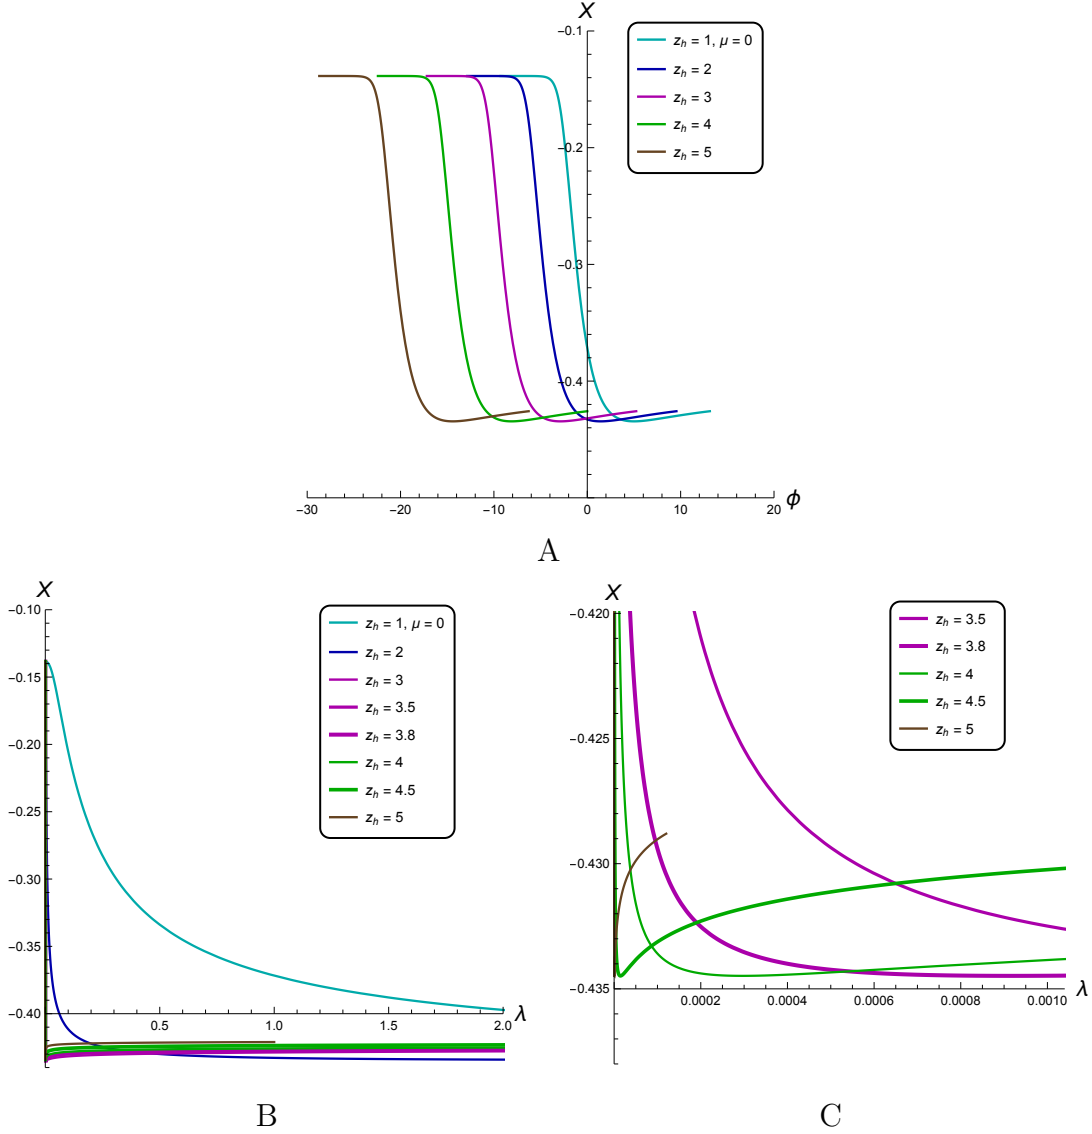 X
-0.1
z_h = 1, μ = 0
z_h = 2
z_h = 3
z_h = 4
z_h = 5
-0.2
-0.3
-0.4
-30 -20 -10 0 10 20 ϕ
A
X
-0.10
z_h = 1, μ = 0
z_h = 2
z_h = 3
z_h = 3.5
z_h = 3.8
z_h = 4
z_h = 4.5
z_h = 5
-0.15
-0.20
-0.25
-0.30
-0.35
-0.40
0.5 1.0 1.5 2.0 λ
B
X
-0.420
z_h = 3.5
z_h = 3.8
z_h = 4
z_h = 4.5
z_h = 5
-0.425
-0.430
-0.435
0.0002 0.0004 0.0006 0.0008 0.0010 λ
C